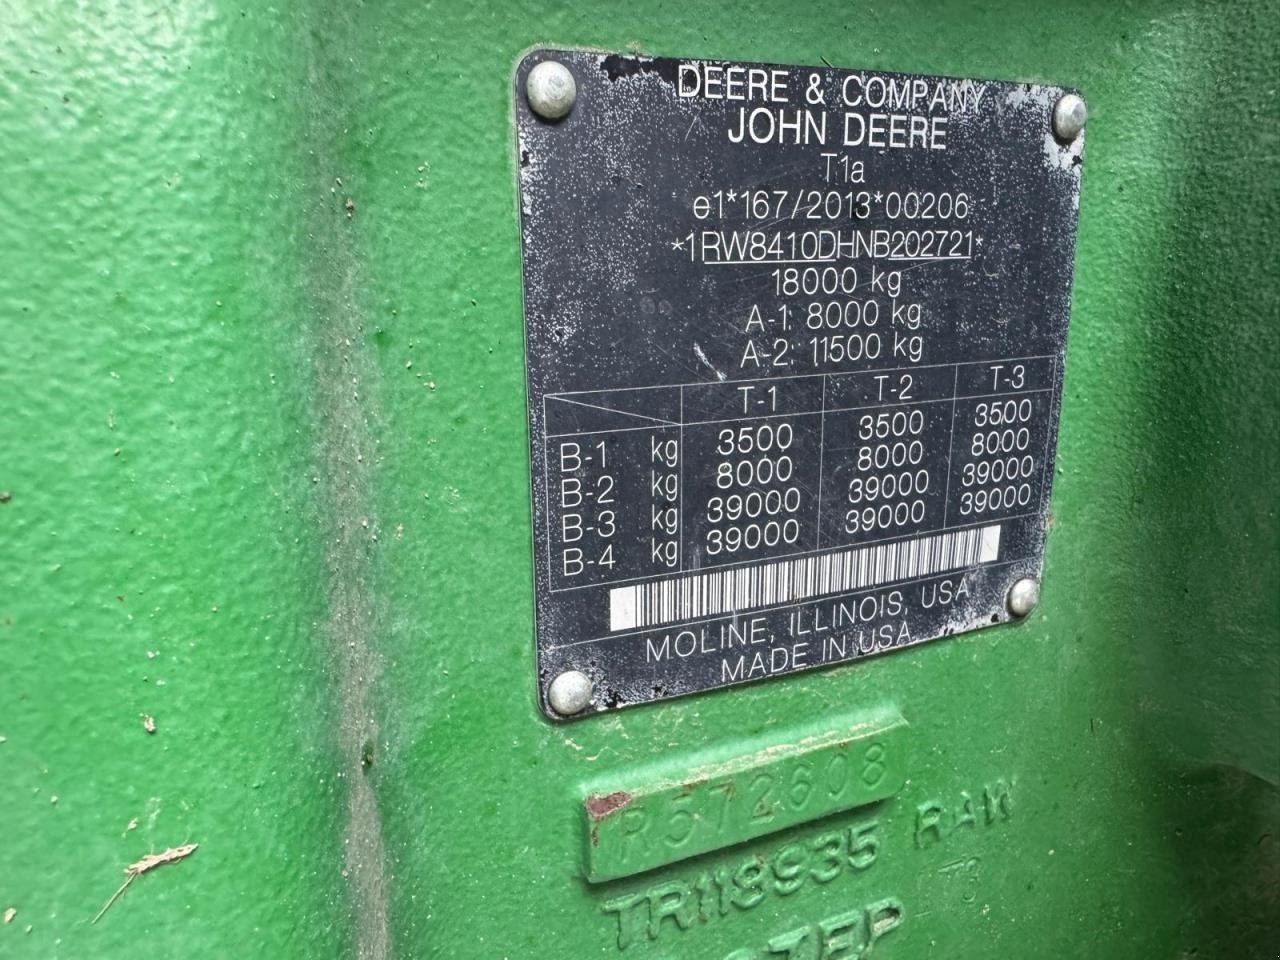 DEERE & COMPANY
JOHN DEERE
T1a
e1*167/2013*00206
*1RW8410DHNB202721*
18000 kg
A-1: 8000 kg
A-2: 11500 kg
T-1 T-2 T-3
B-1 kg 3500 3500 3500
B-2 kg 8000 8000 8000
B-3 kg 39000 39000 39000
B-4 kg 39000 39000 39000
MOLINE, ILLINOIS, USA
MADE IN USA
R572608
TR118935 RAW